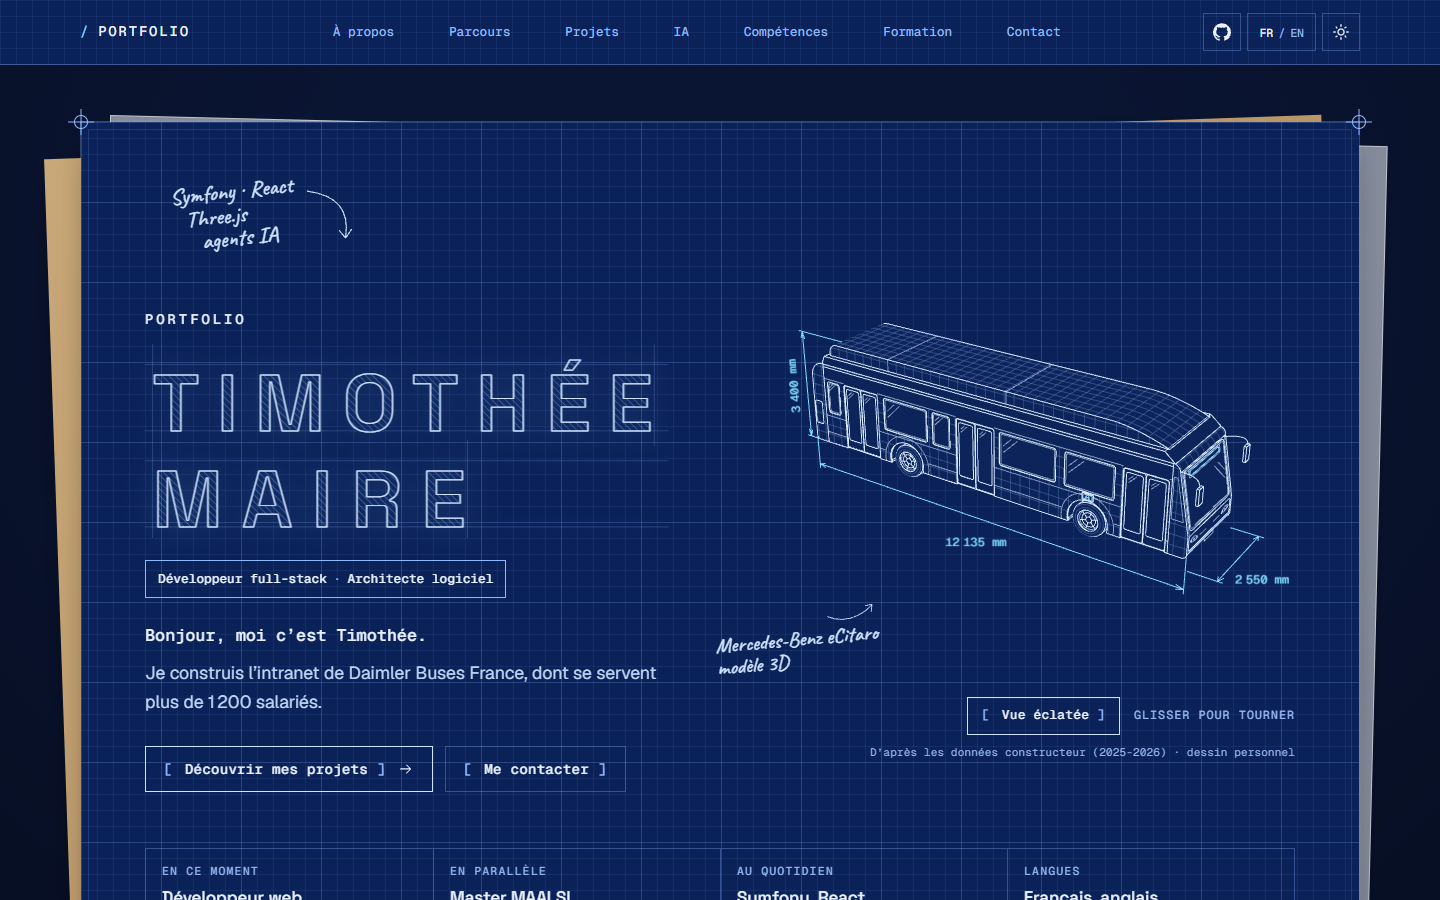 / PORTFOLIO
À propos
Parcours
Projets
IA
Compétences
Formation
Contact
FR / EN
Symfony · React
Three.js
agents IA
PORTFOLIO
TIMOTHÉE
MAIRE
Développeur full-stack · Architecte logiciel
Bonjour, moi c’est Timothée.
Je construis l’intranet de Daimler Buses France, dont se servent
plus de 1 200 salariés.
[ Découvrir mes projets ] →
[ Me contacter ]
3 400 mm
12 135 mm
2 550 mm
Mercedes-Benz eCitaro
modèle 3D
[ Vue éclatée ]
GLISSER POUR TOURNER
D'après les données constructeur (2025-2026) · dessin personnel
EN CE MOMENT
Développeur web
EN PARALLÈLE
Master MAALSI
AU QUOTIDIEN
Symfony, React
LANGUES
Français, anglais